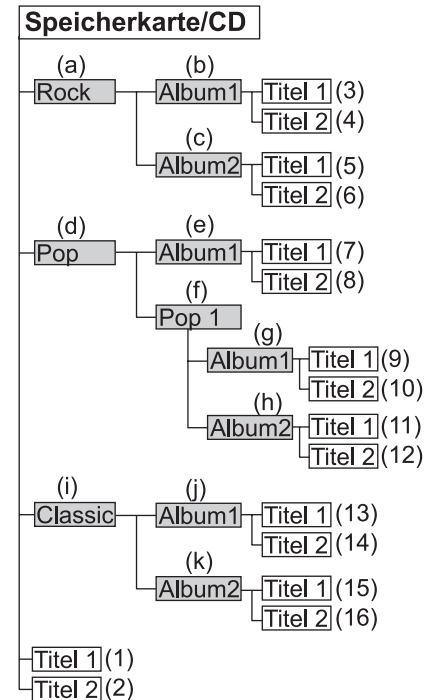 Speicherkarte/CD
(a) (b)
Rock Album1 Titel 1 (3)
Titel 2 (4)
(c)
Album2 Titel 1 (5)
Titel 2 (6)
(d) (e)
Pop Album1 Titel 1 (7)
Titel 2 (8)
(f)
Pop 1
(g)
Album1 Titel 1 (9)
Titel 2 (10)
(h)
Album2 Titel 1 (11)
Titel 2 (12)
(i) (j)
Classic Album1 Titel 1 (13)
Titel 2 (14)
(k)
Album2 Titel 1 (15)
Titel 2 (16)
Titel 1 (1)
Titel 2 (2)